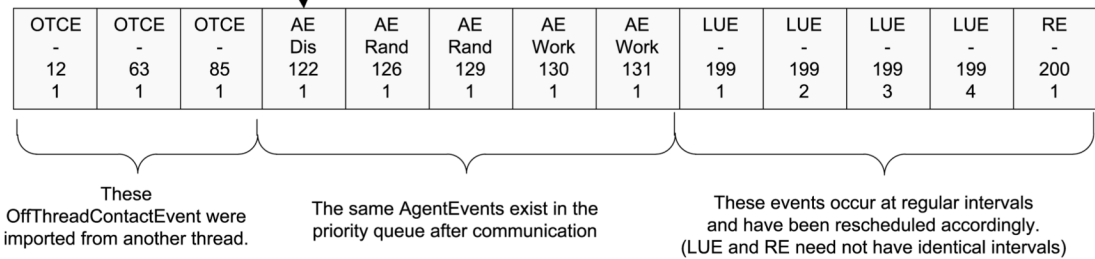 OTCE OTCE OTCE AE AE AE AE AE LUE LUE LUE LUE RE
- - - Dis Rand Rand Work Work - - - - -
12 63 85 122 126 129 130 131 199 199 199 199 200
1 1 1 1 1 1 1 1 1 2 3 4 1
These
OffThreadContactEvent were
imported from another thread.
The same AgentEvents exist in the
priority queue after communication
These events occur at regular intervals
and have been rescheduled accordingly.
(LUE and RE need not have identical intervals)